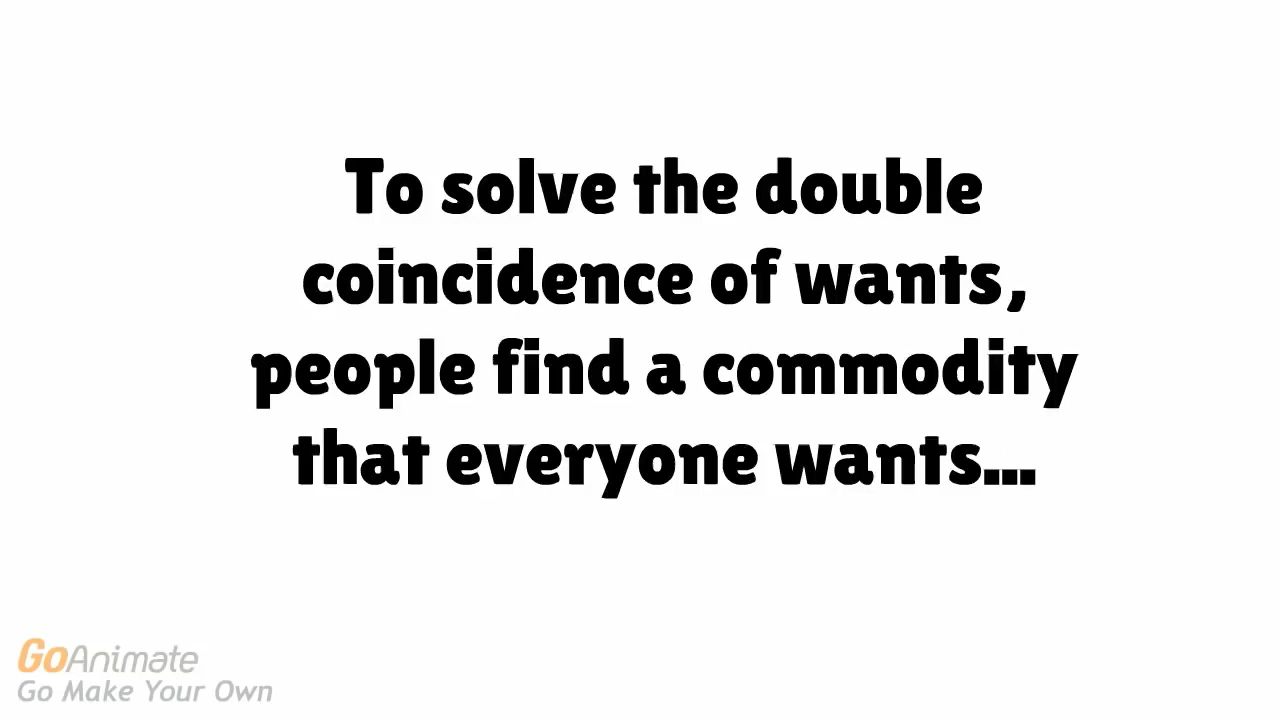 To solve the double
coincidence of wants,
people find a commodity
that everyone wants...
GoAnimate
Go Make Your Own